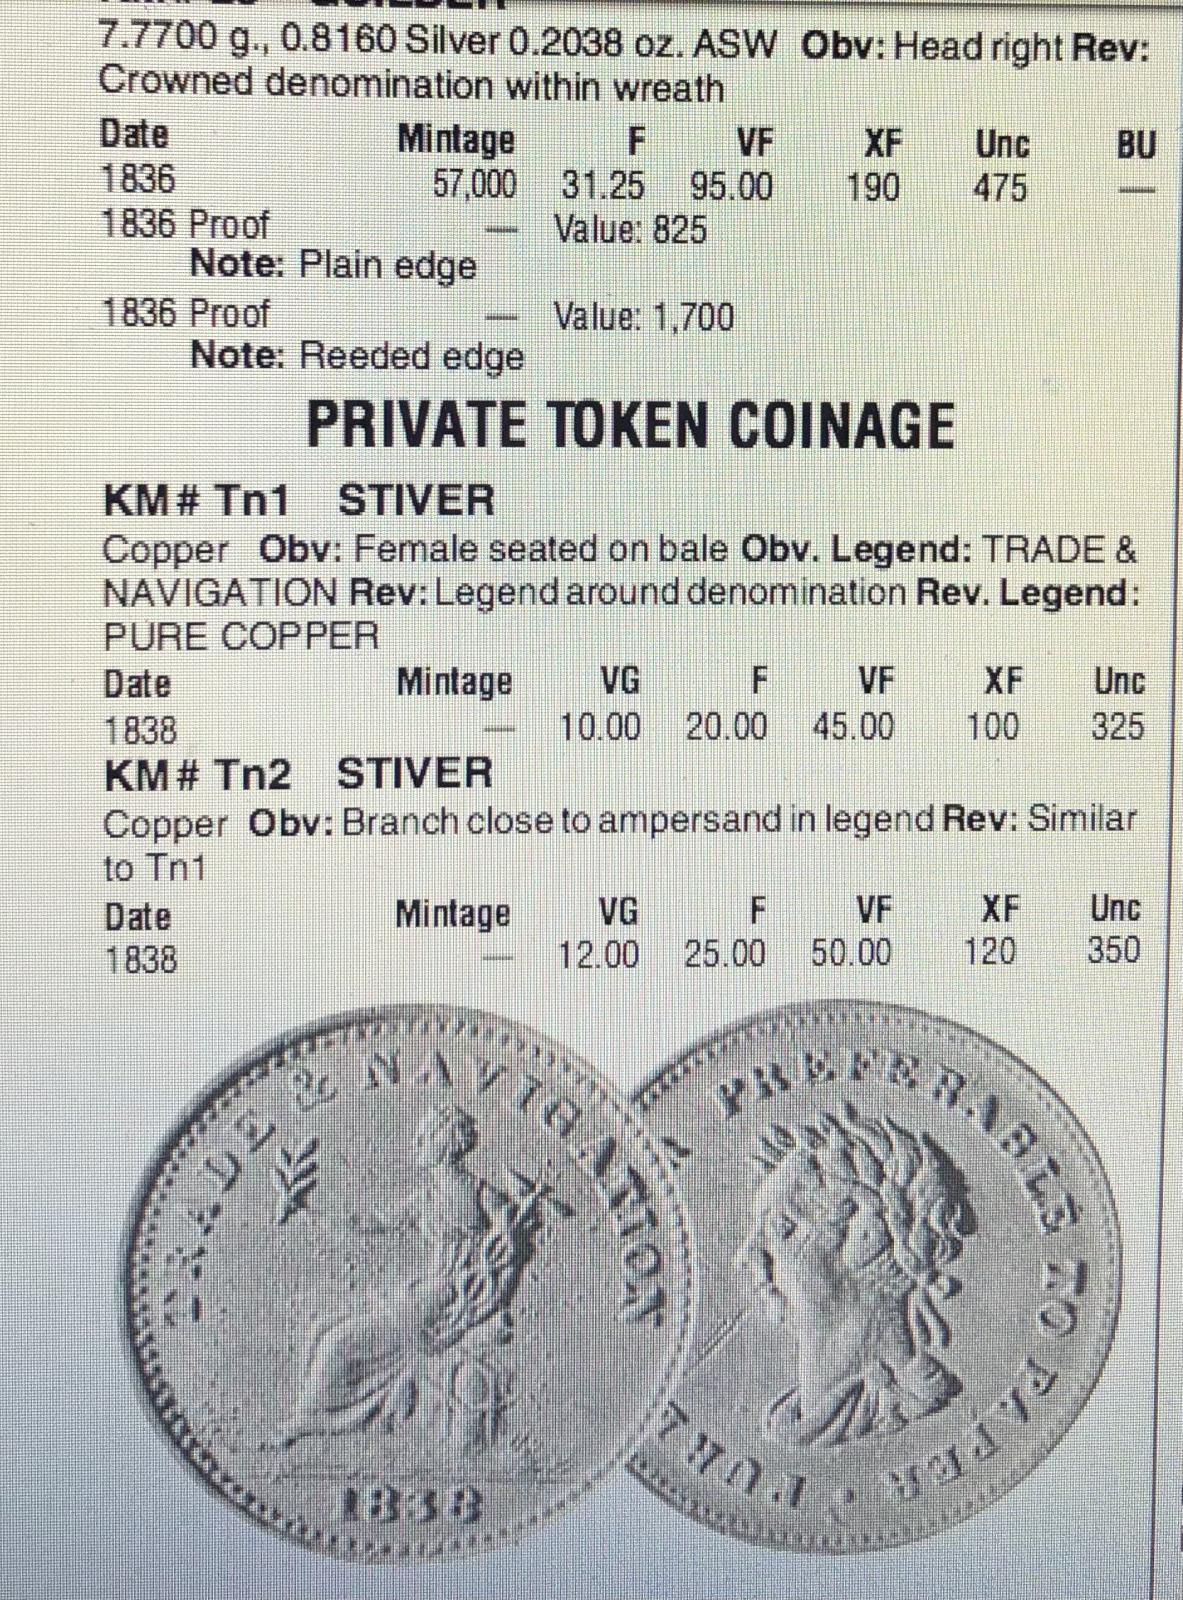 7.7700 g., 0.8160 Silver 0.2038 oz. ASW Obv: Head right Rev:
Crowned denomination within wreath
Date Mintage F VF XF Unc BU
1836 57,000 31.25 95.00 190 475 —
1836 Proof — Value: 825
Note: Plain edge
1836 Proof — Value: 1,700
Note: Reeded edge
PRIVATE TOKEN COINAGE
KM# Tn1 STIVER
Copper Obv: Female seated on bale Obv. Legend: TRADE &
NAVIGATION Rev: Legend around denomination Rev. Legend:
PURE COPPER
Date Mintage VG F VF XF Unc
1838 — 10.00 20.00 45.00 100 325
KM# Tn2 STIVER
Copper Obv: Branch close to ampersand in legend Rev: Similar
to Tn1
Date Mintage VG F VF XF Unc
1838 — 12.00 25.00 50.00 120 350
& NAVIGATION
1838
PREFERABLE TO PAPER